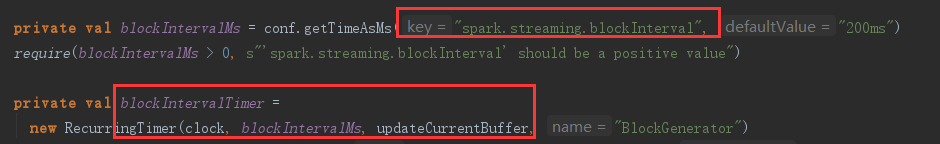 private val blockIntervalMs = conf.getTimeAsMs( key = "spark.streaming.blockInterval", defaultValue = "200ms")
require(blockIntervalMs > 0, s"'spark.streaming.blockInterval' should be a positive value")
private val blockIntervalTimer =
new RecurringTimer(clock, blockIntervalMs, updateCurrentBuffer, name = "BlockGenerator")